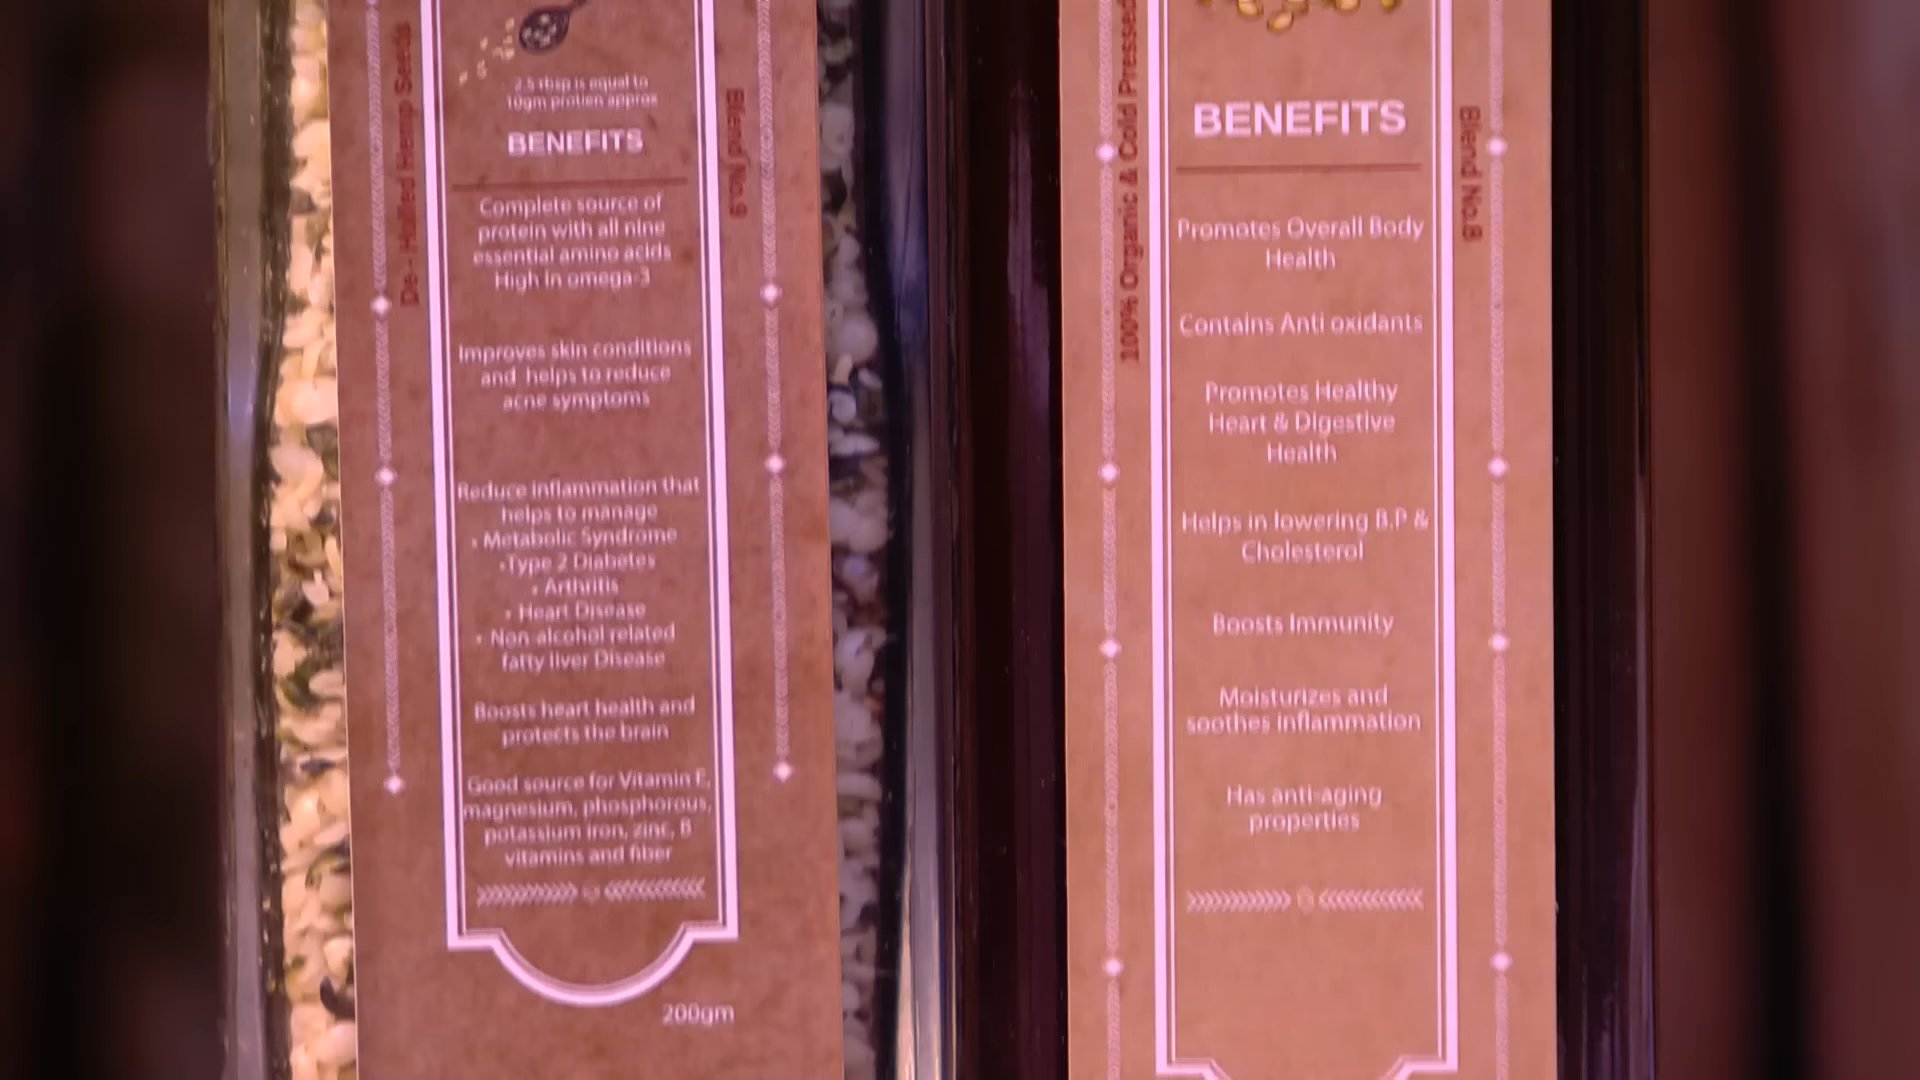 2.5 tbsp is equal to
10gm protien approx
BENEFITS
Complete source of
protein with all nine
essential amino acids
High in omega-3
Improves skin conditions
and helps to reduce
acne symptoms
Reduce inflammation that
helps to manage
• Metabolic Syndrome
•Type 2 Diabetes
• Arthritis
• Heart Disease
• Non-alcohol related
fatty liver Disease
Boosts heart health and
protects the brain
Good source for Vitamin E,
magnesium, phosphorous,
potassium iron, zinc, B
vitamins and fiber
200gm
De - Hulled Hemp Seeds
Blend No.9
100% Organic & Cold Pressed
BENEFITS
Promotes Overall Body
Health
Contains Anti oxidants
Promotes Healthy
Heart & Digestive
Health
Helps in lowering B.P &
Cholesterol
Boosts Immunity
Moisturizes and
soothes inflammation
Has anti-aging
properties
Blend No.8